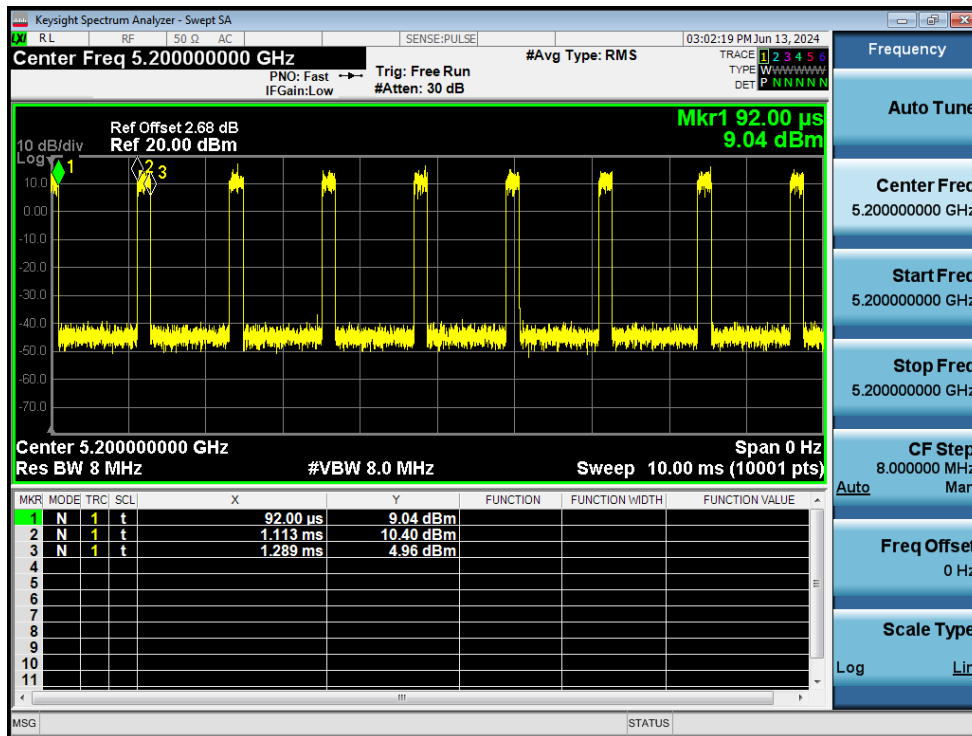 Keysight Spectrum Analyzer - Swept SA
LXI RL RF 50 Ω AC SENSE:PULSE 03:02:19 PM Jun 13, 2024
Center Freq 5.200000000 GHz #Avg Type: RMS TRACE 1 2 3 4 5 6
PNO: Fast Trig: Free Run TYPE WWWWWW
IFGain:Low #Atten: 30 dB DET P N N N N N
Mkr1 92.00 µs
9.04 dBm
Ref Offset 2.68 dB
10 dB/div Ref 20.00 dBm
Log
1
2
3
10.0
0.00
-10.0
-20.0
-30.0
-40.0
-50.0
-60.0
-70.0
Center 5.200000000 GHz Span 0 Hz
Res BW 8 MHz #VBW 8.0 MHz Sweep 10.00 ms (10001 pts)
MKR MODE TRC SCL X Y FUNCTION FUNCTION WIDTH FUNCTION VALUE
1 N 1 t 92.00 µs 9.04 dBm
2 N 1 t 1.113 ms 10.40 dBm
3 N 1 t 1.289 ms 4.96 dBm
4
5
6
7
8
9
10
11
MSG STATUS
Frequency
Auto Tune
Center Freq
5.200000000 GHz
Start Freq
5.200000000 GHz
Stop Freq
5.200000000 GHz
CF Step
8.000000 MHz
Auto Man
Freq Offset
0 Hz
Scale Type
Log Lin